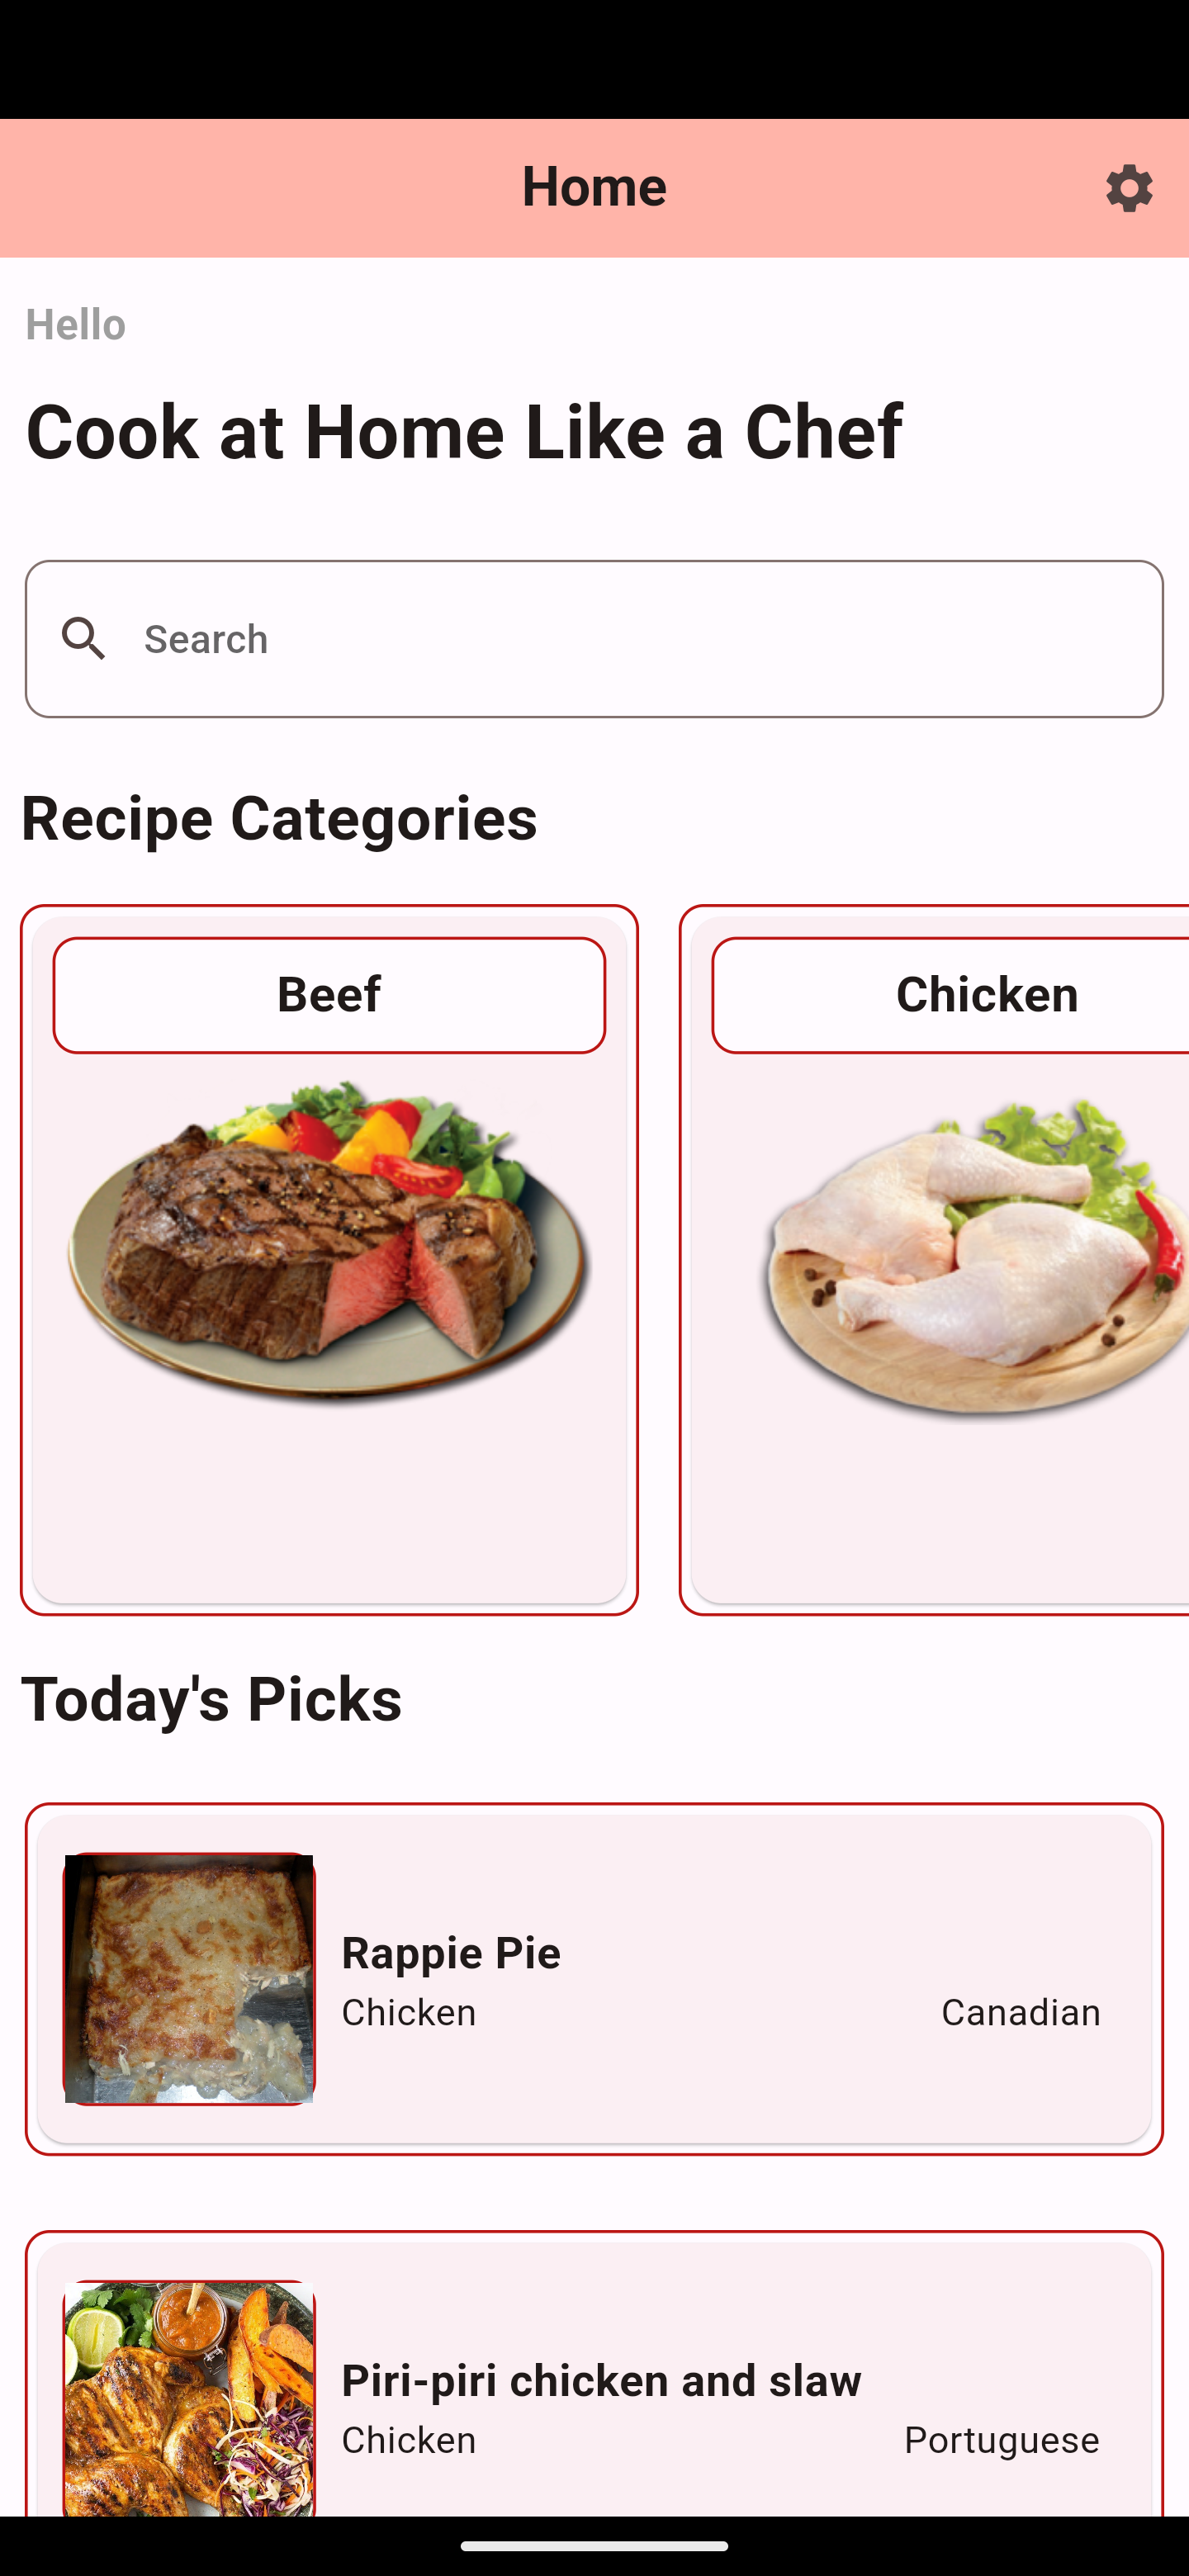 Home
Hello
Cook at Home Like a Chef
Search
Recipe Categories
Beef
Chicken
Today's Picks
Rappie Pie
Chicken
Canadian
Piri-piri chicken and slaw
Chicken
Portuguese